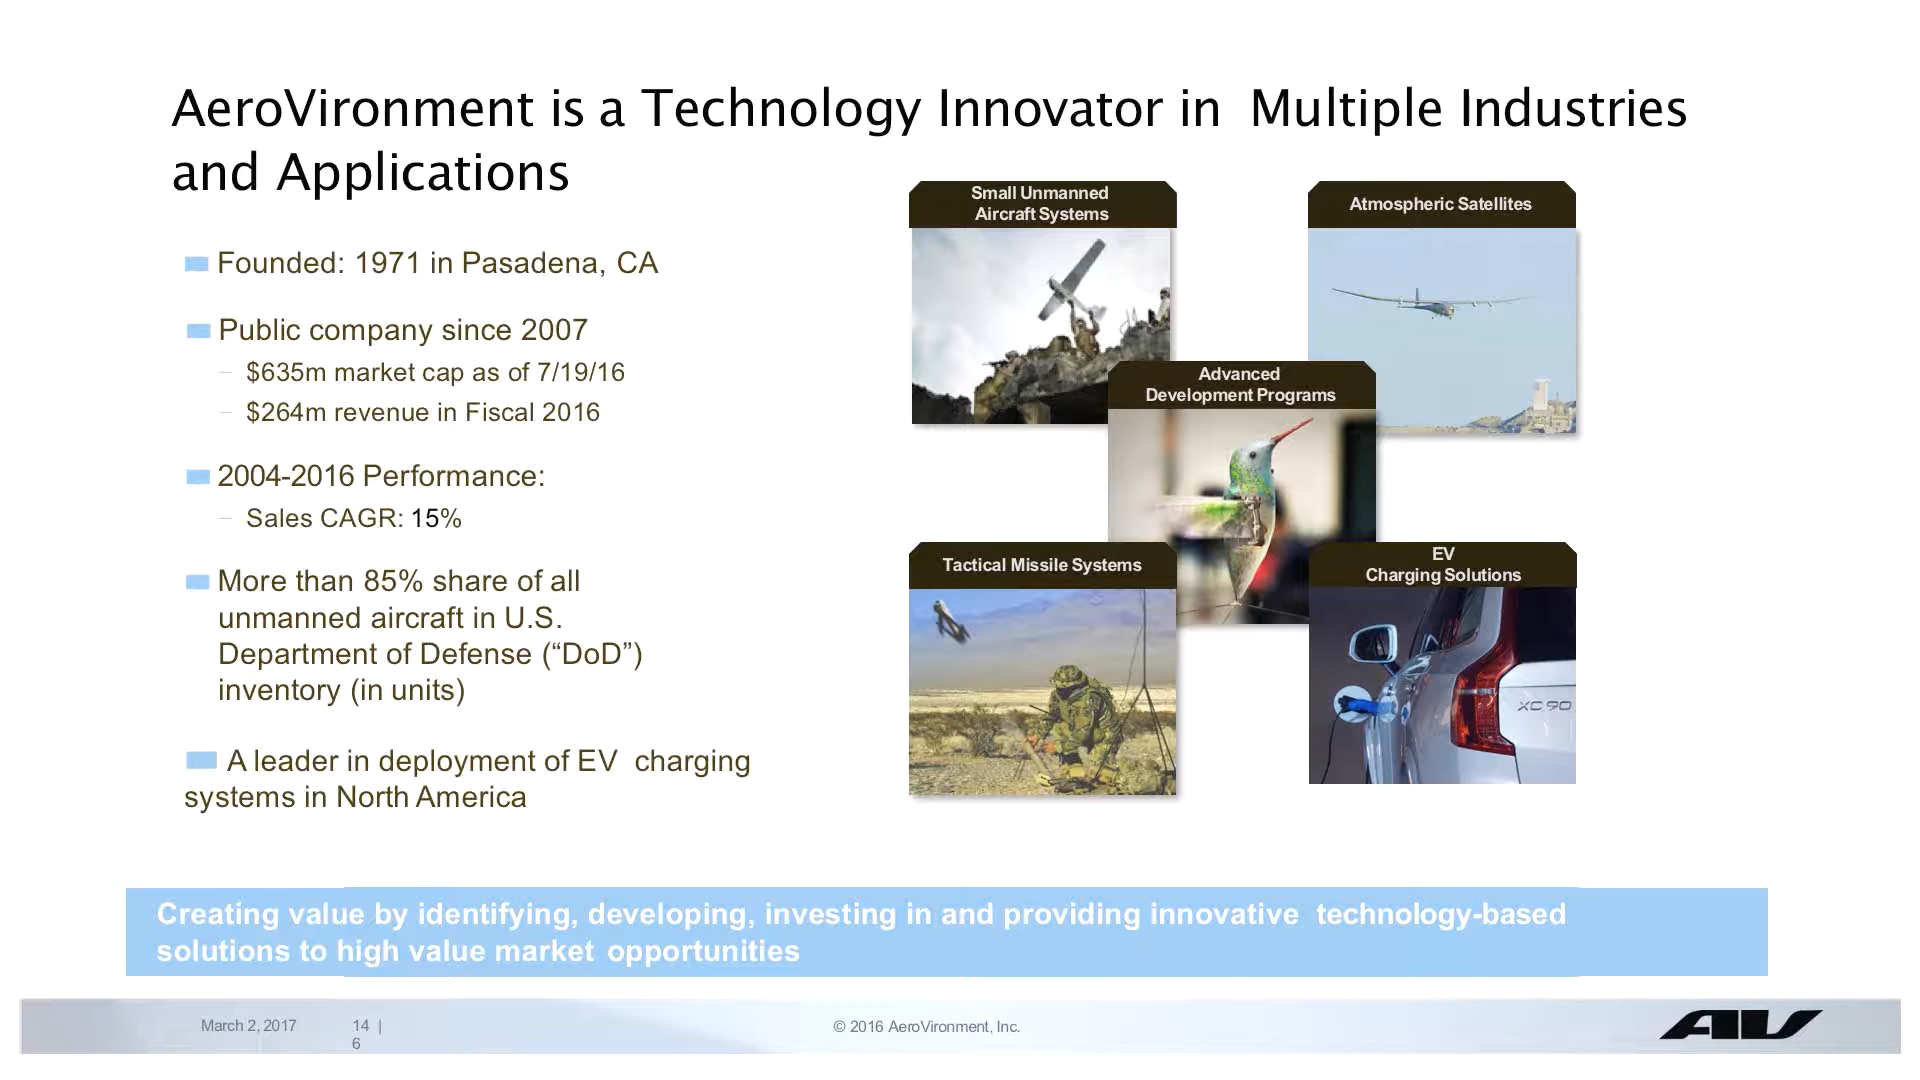 AeroVironment is a Technology Innovator in Multiple Industries
and Applications
Founded: 1971 in Pasadena, CA
Public company since 2007
– $635m market cap as of 7/19/16
– $264m revenue in Fiscal 2016
2004-2016 Performance:
– Sales CAGR: 15%
More than 85% share of all
unmanned aircraft in U.S.
Department of Defense (“DoD”)
inventory (in units)
A leader in deployment of EV charging
systems in North America
Small Unmanned
Aircraft Systems
Atmospheric Satellites
Advanced
Development Programs
Tactical Missile Systems
EV
Charging Solutions
XC90
Creating value by identifying, developing, investing in and providing innovative technology-based
solutions to high value market opportunities
March 2, 2017
14 |
6
© 2016 AeroVironment, Inc.
AV